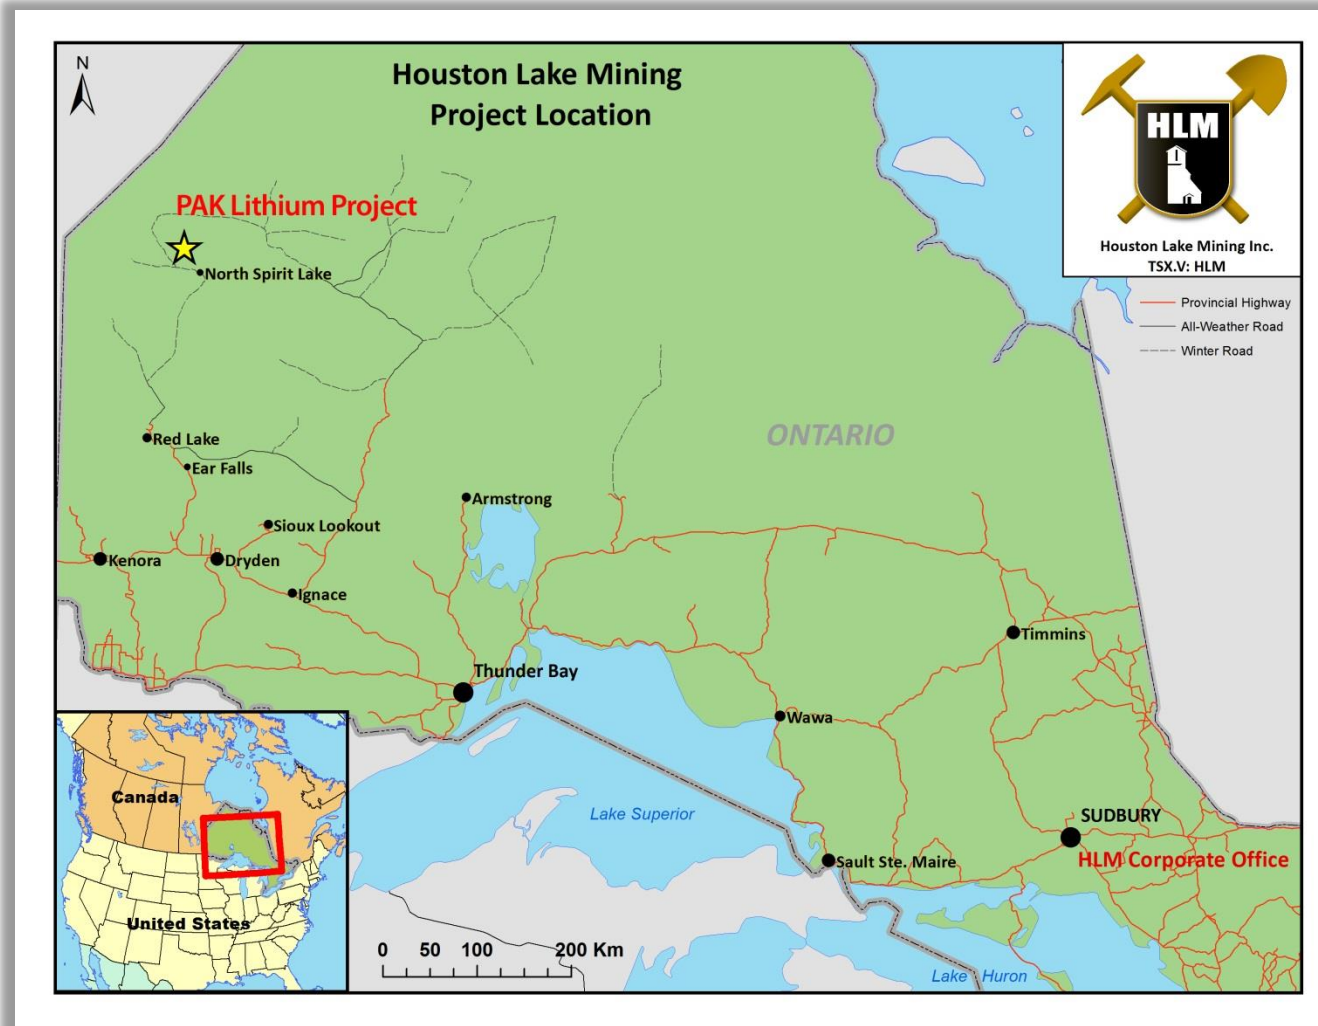 N
Houston Lake Mining
Project Location
HLM
Houston Lake Mining Inc.
TSX.V: HLM
Provincial Highway
All-Weather Road
Winter Road
PAK Lithium Project
North Spirit Lake
ONTARIO
Red Lake
Ear Falls
Armstrong
Sioux Lookout
Kenora
Dryden
Ignace
Timmins
Thunder Bay
Wawa
Canada
United States
Lake Superior
SUDBURY
HLM Corporate Office
Sault Ste. Maire
0 50 100 200 Km
Lake Huron